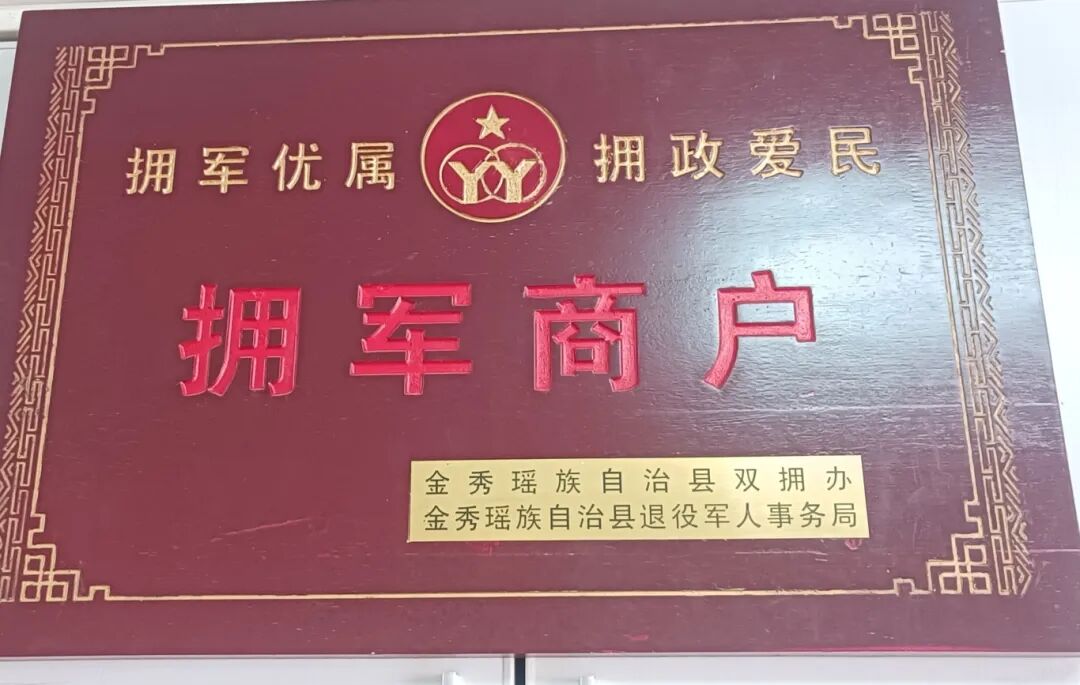 拥军优属 拥政爱民
拥军商户
金秀瑶族自治县双拥办
金秀瑶族自治县退役军人事务局